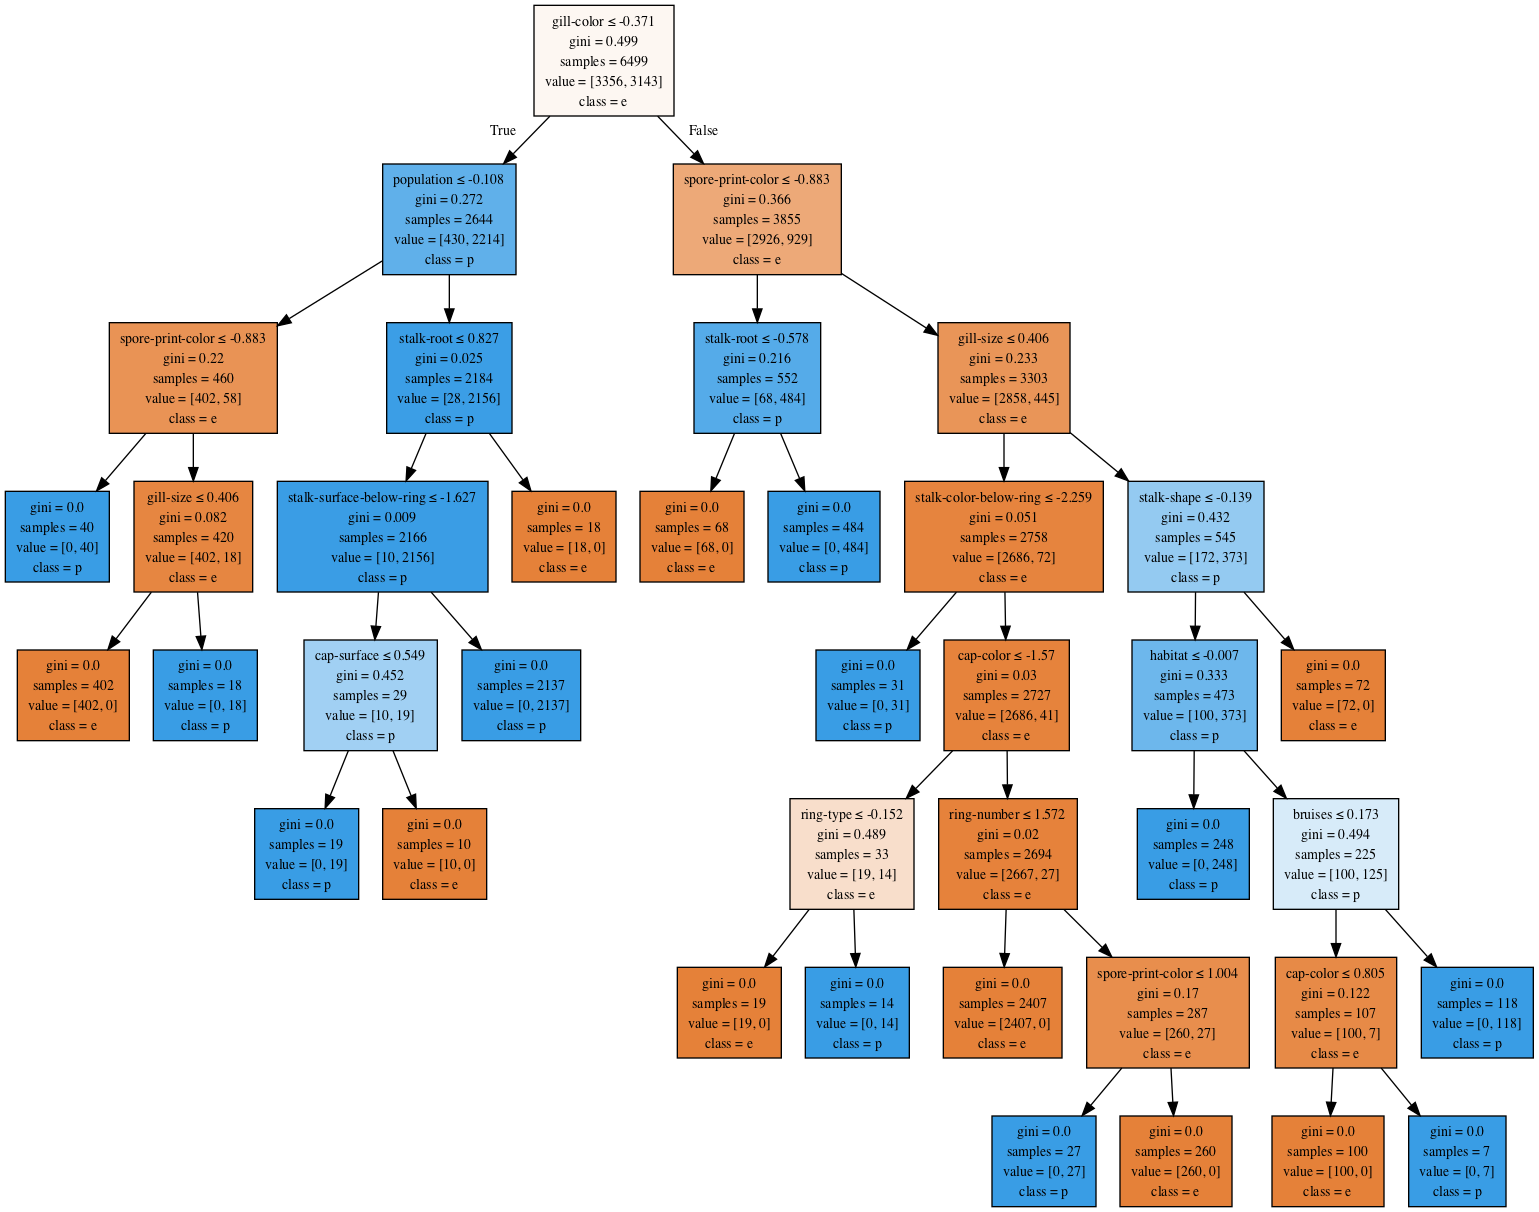 gill-color ≤ -0.371
gini = 0.499
samples = 6499
value = [3356, 3143]
class = e
True
False
population ≤ -0.108
gini = 0.272
samples = 2644
value = [430, 2214]
class = p
spore-print-color ≤ -0.883
gini = 0.366
samples = 3855
value = [2926, 929]
class = e
spore-print-color ≤ -0.883
gini = 0.22
samples = 460
value = [402, 58]
class = e
stalk-root ≤ 0.827
gini = 0.025
samples = 2184
value = [28, 2156]
class = p
stalk-root ≤ -0.578
gini = 0.216
samples = 552
value = [68, 484]
class = p
gill-size ≤ 0.406
gini = 0.233
samples = 3303
value = [2858, 445]
class = e
gini = 0.0
samples = 40
value = [0, 40]
class = p
gill-size ≤ 0.406
gini = 0.082
samples = 420
value = [402, 18]
class = e
stalk-surface-below-ring ≤ -1.627
gini = 0.009
samples = 2166
value = [10, 2156]
class = p
gini = 0.0
samples = 18
value = [18, 0]
class = e
gini = 0.0
samples = 68
value = [68, 0]
class = e
gini = 0.0
samples = 484
value = [0, 484]
class = p
stalk-color-below-ring ≤ -2.259
gini = 0.051
samples = 2758
value = [2686, 72]
class = e
stalk-shape ≤ -0.139
gini = 0.432
samples = 545
value = [172, 373]
class = p
gini = 0.0
samples = 402
value = [402, 0]
class = e
gini = 0.0
samples = 18
value = [0, 18]
class = p
cap-surface ≤ 0.549
gini = 0.452
samples = 29
value = [10, 19]
class = p
gini = 0.0
samples = 2137
value = [0, 2137]
class = p
gini = 0.0
samples = 31
value = [0, 31]
class = p
cap-color ≤ -1.57
gini = 0.03
samples = 2727
value = [2686, 41]
class = e
habitat ≤ -0.007
gini = 0.333
samples = 473
value = [100, 373]
class = p
gini = 0.0
samples = 72
value = [72, 0]
class = e
gini = 0.0
samples = 19
value = [0, 19]
class = p
gini = 0.0
samples = 10
value = [10, 0]
class = e
ring-type ≤ -0.152
gini = 0.489
samples = 33
value = [19, 14]
class = e
ring-number ≤ 1.572
gini = 0.02
samples = 2694
value = [2667, 27]
class = e
gini = 0.0
samples = 248
value = [0, 248]
class = p
bruises ≤ 0.173
gini = 0.494
samples = 225
value = [100, 125]
class = p
gini = 0.0
samples = 19
value = [19, 0]
class = e
gini = 0.0
samples = 14
value = [0, 14]
class = p
gini = 0.0
samples = 2407
value = [2407, 0]
class = e
spore-print-color ≤ 1.004
gini = 0.17
samples = 287
value = [260, 27]
class = e
cap-color ≤ 0.805
gini = 0.122
samples = 107
value = [100, 7]
class = e
gini = 0.0
samples = 118
value = [0, 118]
class = p
gini = 0.0
samples = 27
value = [0, 27]
class = p
gini = 0.0
samples = 260
value = [260, 0]
class = e
gini = 0.0
samples = 100
value = [100, 0]
class = e
gini = 0.0
samples = 7
value = [0, 7]
class = p